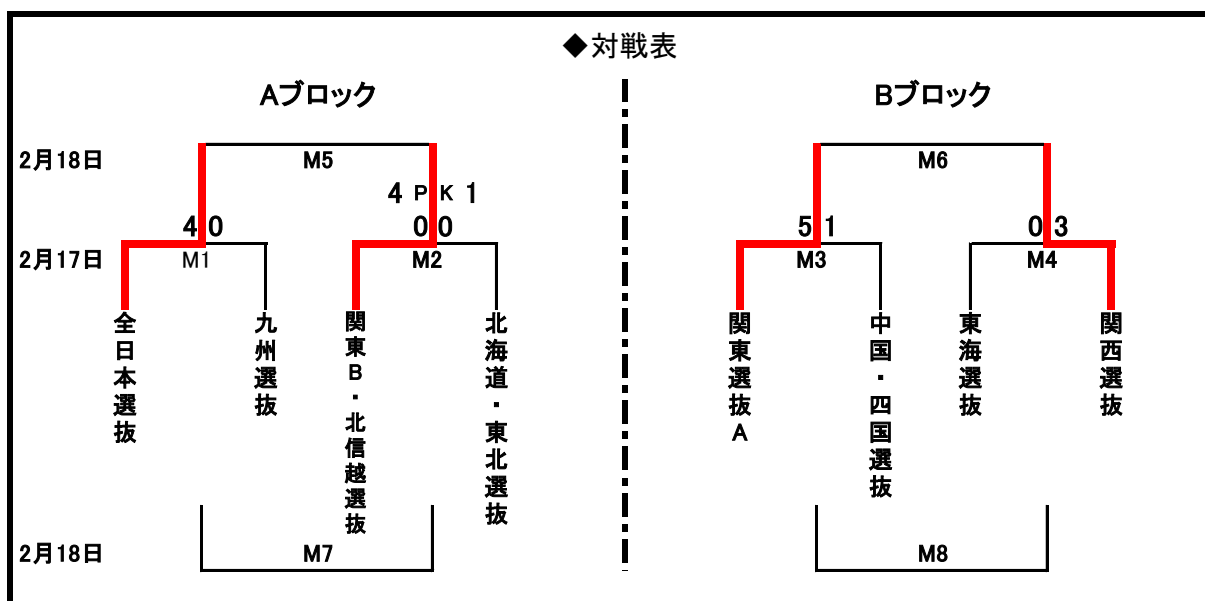 ◆対戦表
Aブロック
Bブロック
2月18日
M5
M6
4 PK 1
4 0
0 0
5 1
0 3
2月17日
M1
M2
M3
M4
全日本選抜
九州選抜
関東B・北信越選抜
北海道・東北選抜
関東選抜A
中国・四国選抜
東海選抜
関西選抜
2月18日
M7
M8